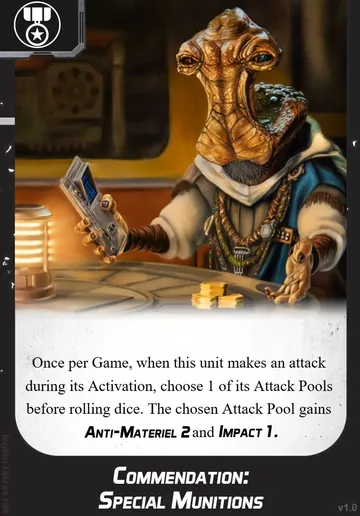 Once per Game, when this unit makes an attack
during its Activation, choose 1 of its Attack Pools
before rolling dice. The chosen Attack Pool gains
Anti-Materiel 2 and Impact 1.
Commendation:
Special Munitions
v1.0